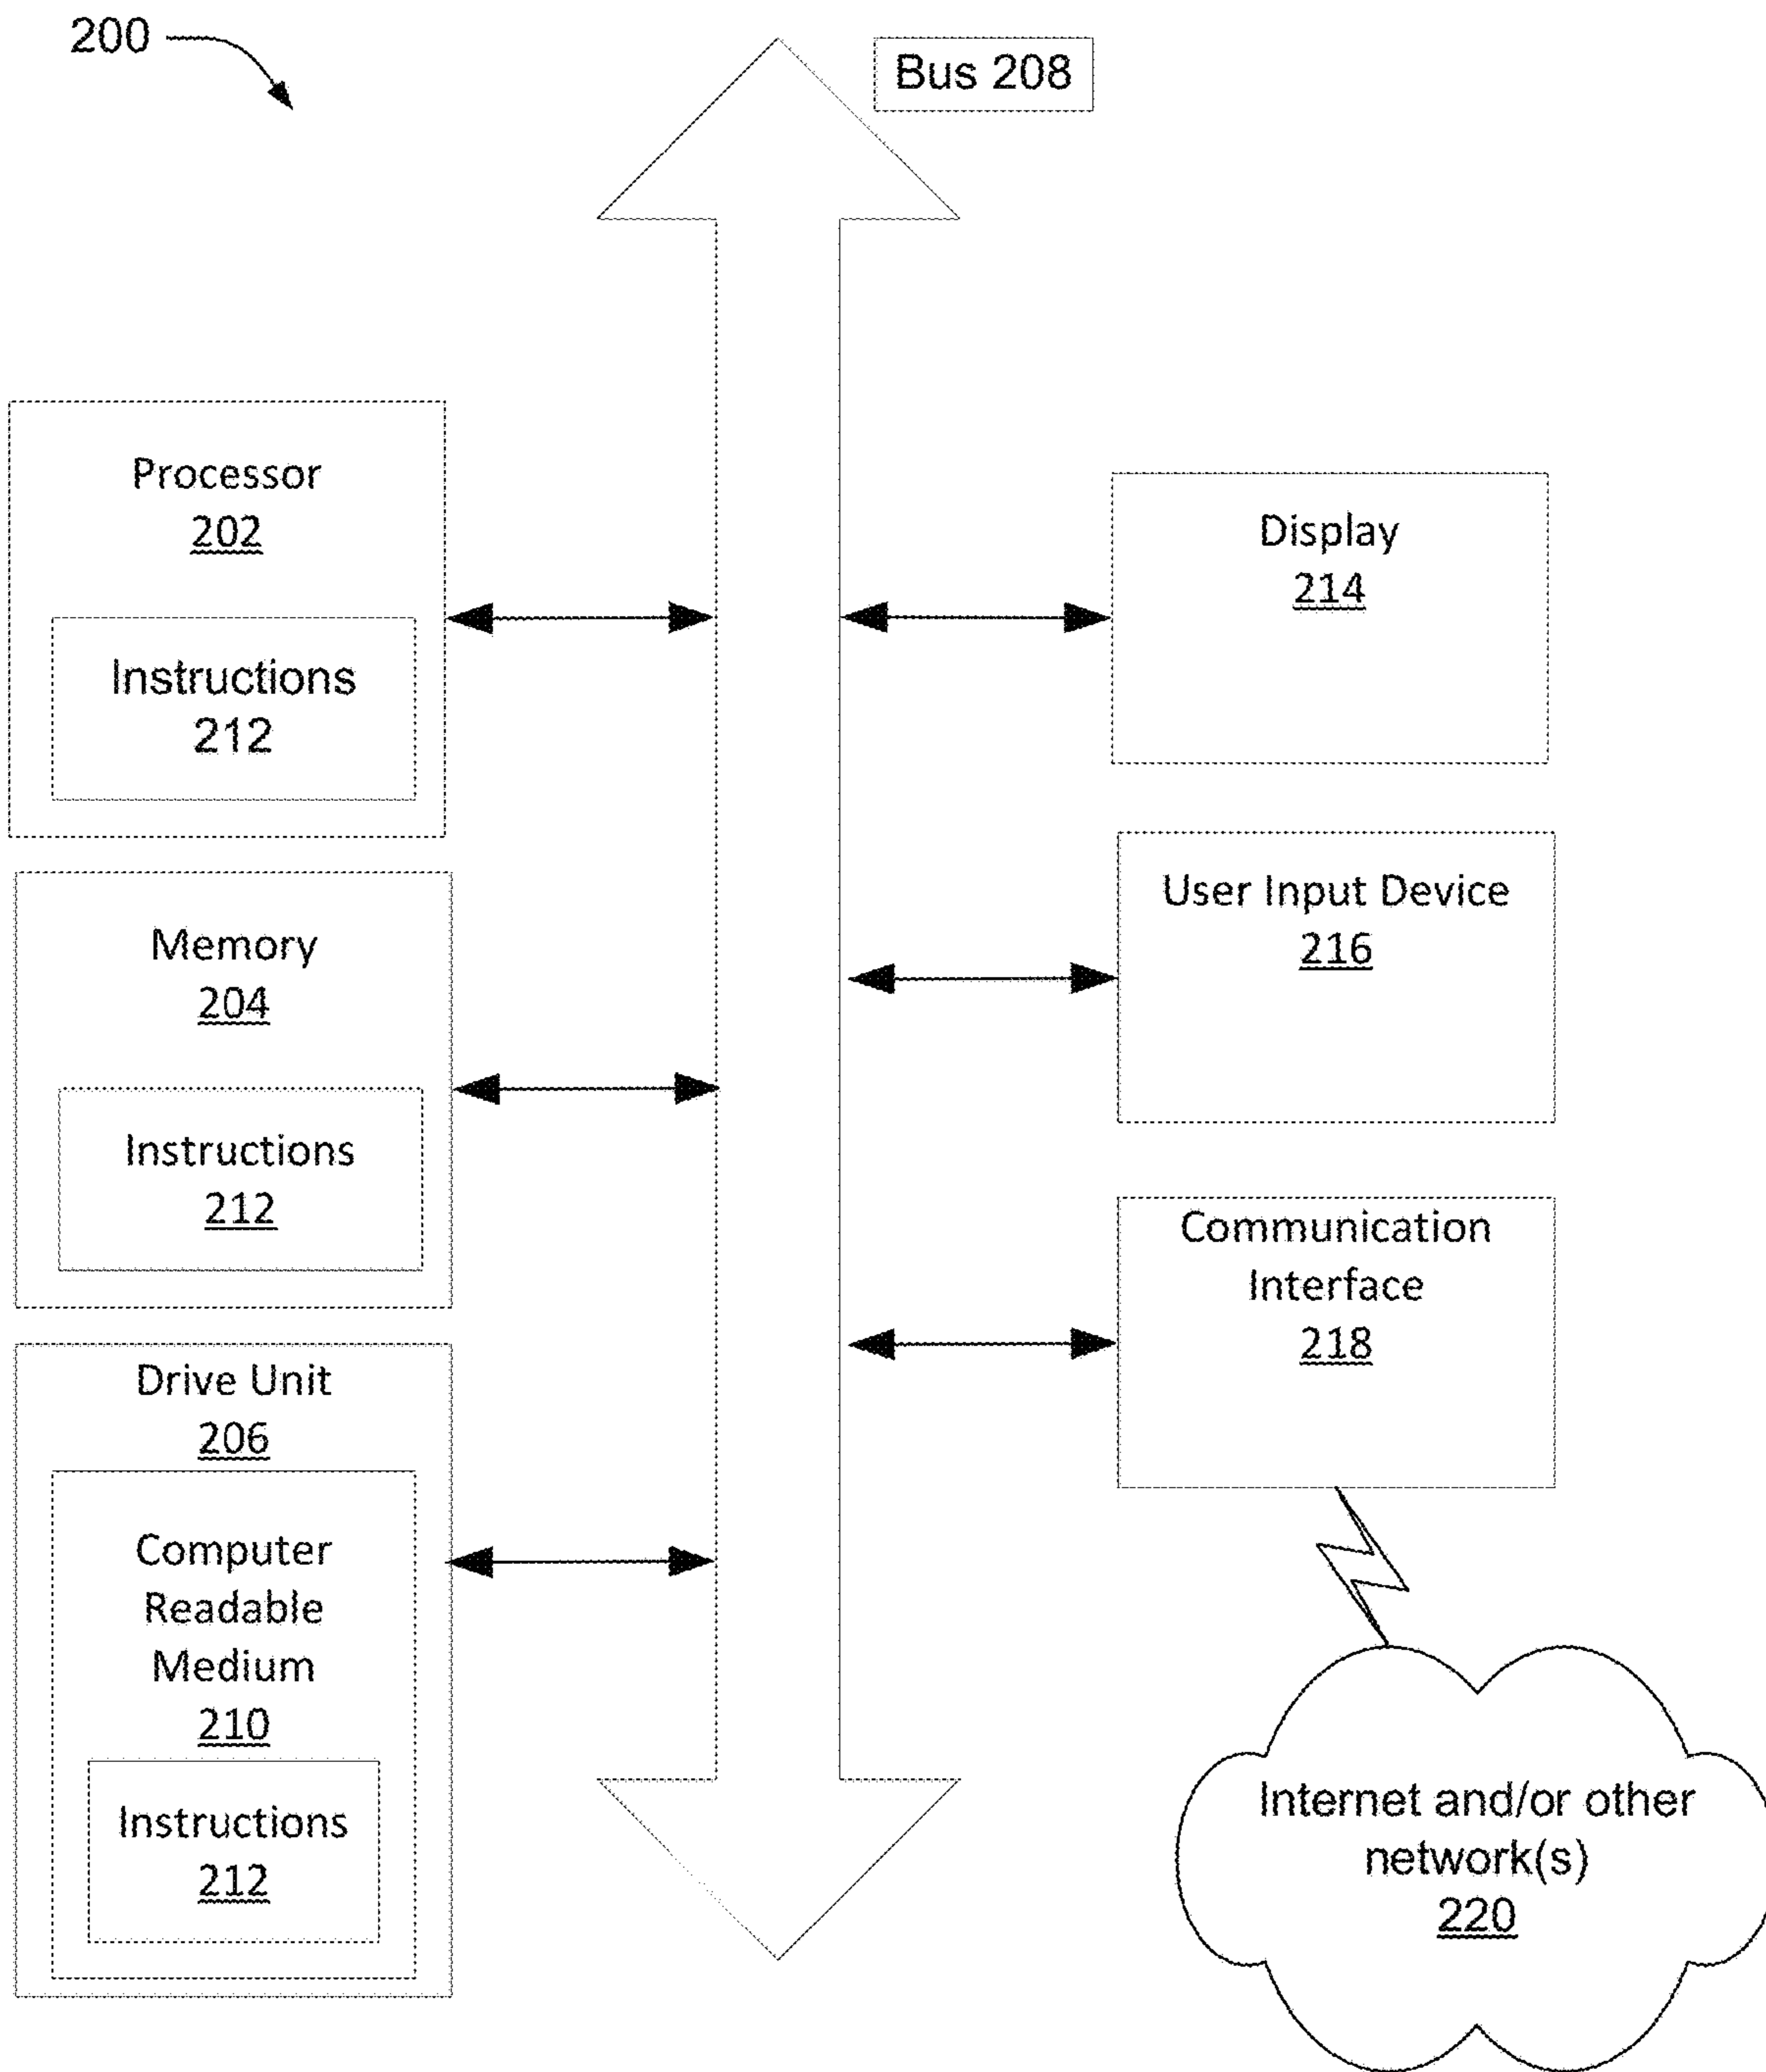 200
Bus 208
Processor
202
Instructions
212
Memory
204
Instructions
212
Drive Unit
206
Computer
Readable
Medium
210
Instructions
212
Display
214
User Input Device
216
Communication
Interface
218
Internet and/or other
network(s)
220